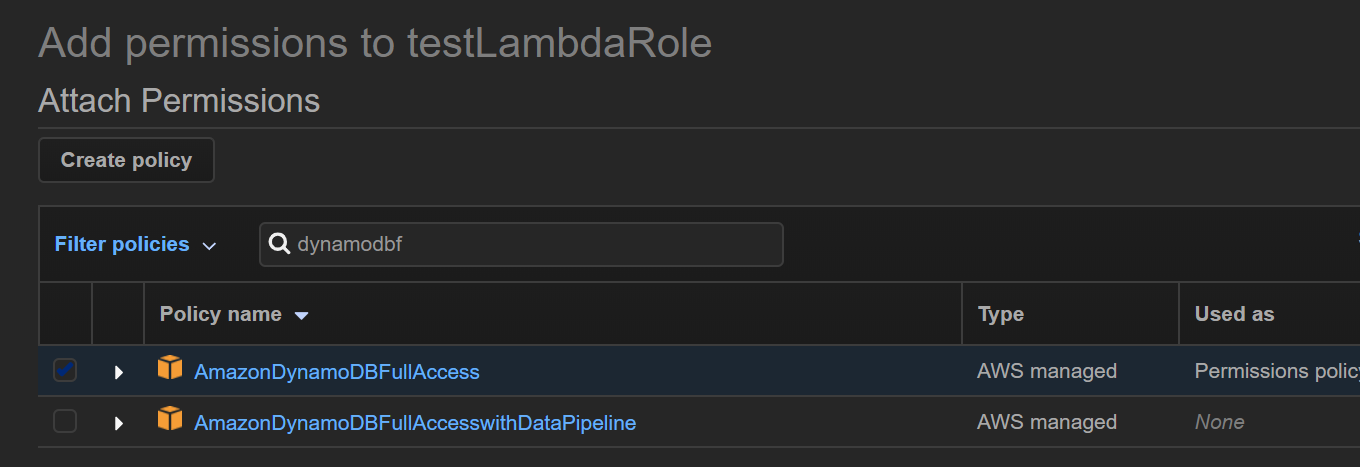 Add permissions to testLambdaRole
Attach Permissions
Create policy
Filter policies dynamodbf
Policy name Type Used as
AmazonDynamoDBFullAccess AWS managed Permissions policy
AmazonDynamoDBFullAccesswithDataPipeline AWS managed None